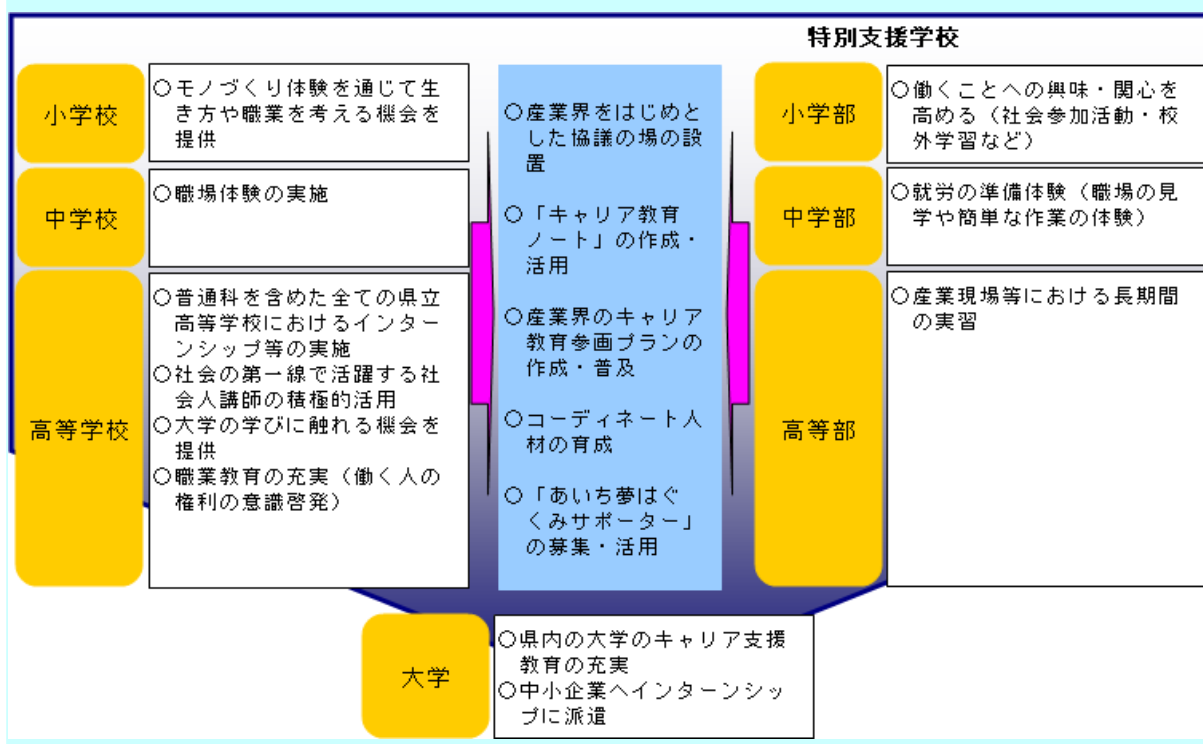 特別支援学校
小学校
○モノづくり体験を通じて生
き方や職業を考える機会を
提供
中学校
○職場体験の実施
高等学校
○普通科を含めた全ての県立
高等学校におけるインター
ンシップ等の実施
○社会の第一線で活躍する社
会人講師の積極的活用
○大学の学びに触れる機会を
提供
○職業教育の充実（働く人の
権利の意識啓発）
○産業界をはじめと
した協議の場の設
置
○「キャリア教育
ノート」の作成・
活用
○産業界のキャリア
教育参画プランの
作成・普及
○コーディネート人
材の育成
○「あいち夢はぐ
くみサポーター」
の募集・活用
小学部
○働くことへの興味・関心を
高める（社会参加活動・校
外学習など）
中学部
○就労の準備体験（職場の見
学や簡単な作業の体験）
高等部
○産業現場等における長期間
の実習
大学
○県内の大学のキャリア支援
教育の充実
○中小企業へインターンシッ
プに派遣